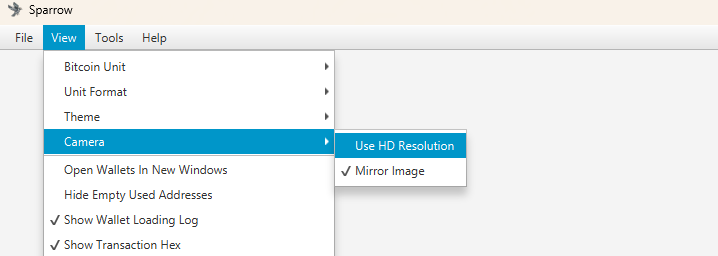 Sparrow
File View Tools Help
Bitcoin Unit
Unit Format
Theme
Camera
Use HD Resolution
Mirror Image
Open Wallets In New Windows
Hide Empty Used Addresses
Show Wallet Loading Log
Show Transaction Hex